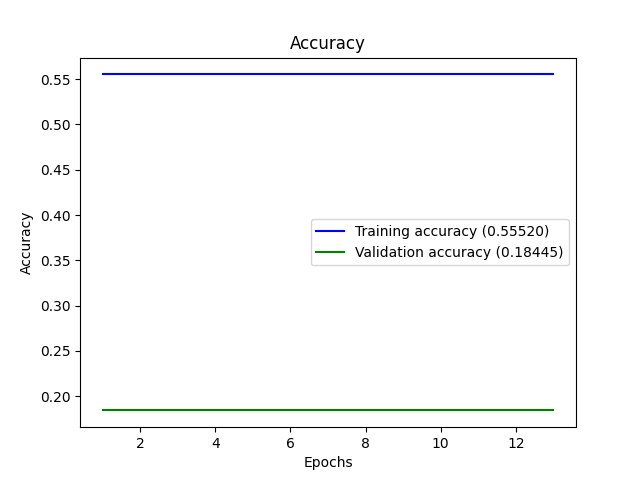 Accuracy
0.55
0.50
0.45
0.40
0.35
0.30
0.25
0.20
Accuracy
Training accuracy (0.55520)
Validation accuracy (0.18445)
2 4 6 8 10 12
Epochs